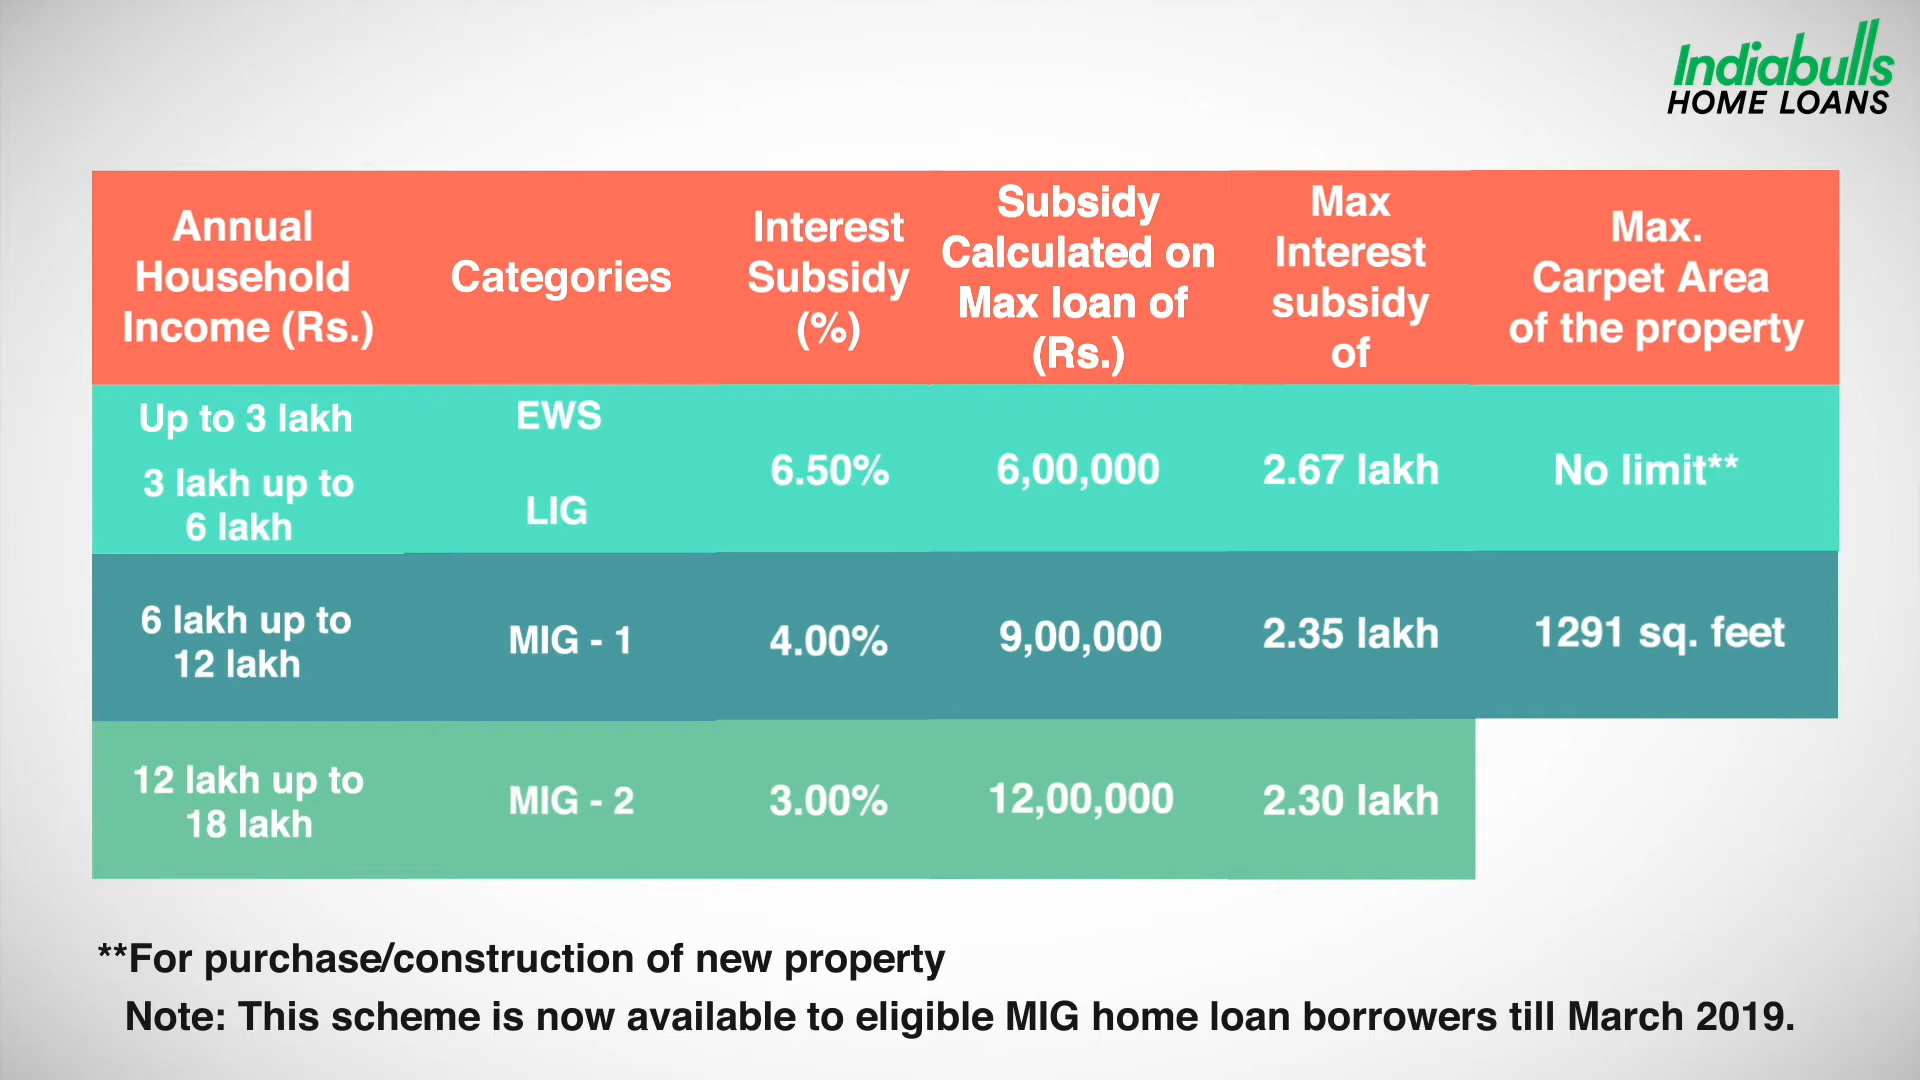 Indiabulls
HOME LOANS
Annual
Household
Income (Rs.)
Categories
Interest
Subsidy
(%)
Subsidy
Calculated on
Max loan of
(Rs.)
Max
Interest
subsidy
of
Max.
Carpet Area
of the property
Up to 3 lakh
EWS
3 lakh up to
6 lakh
LIG
6.50%
6,00,000
2.67 lakh
No limit**
6 lakh up to
12 lakh
MIG - 1
4.00%
9,00,000
2.35 lakh
1291 sq. feet
12 lakh up to
18 lakh
MIG - 2
3.00%
12,00,000
2.30 lakh
**For purchase/construction of new property
Note: This scheme is now available to eligible MIG home loan borrowers till March 2019.